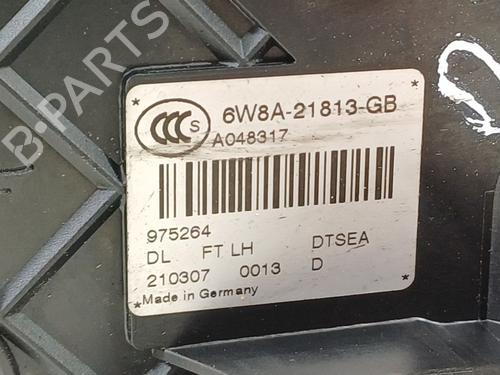 B-PARTS
CCC S 6W8A-21813-GB
A048317
975264
DL FT LH DTSEA
210307 0013 D
Made in Germany